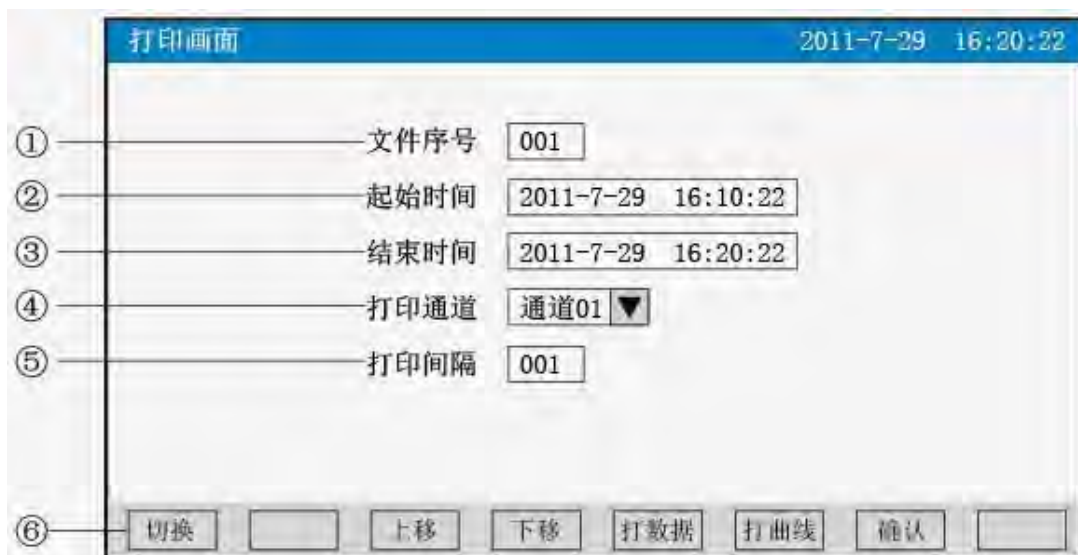 打印画面 2011-7-29 16:20:22
① 文件序号 001
② 起始时间 2011-7-29 16:10:22
③ 结束时间 2011-7-29 16:20:22
④ 打印通道 通道01 ▼
⑤ 打印间隔 001
⑥ 切换 上移 下移 打数据 打曲线 确认